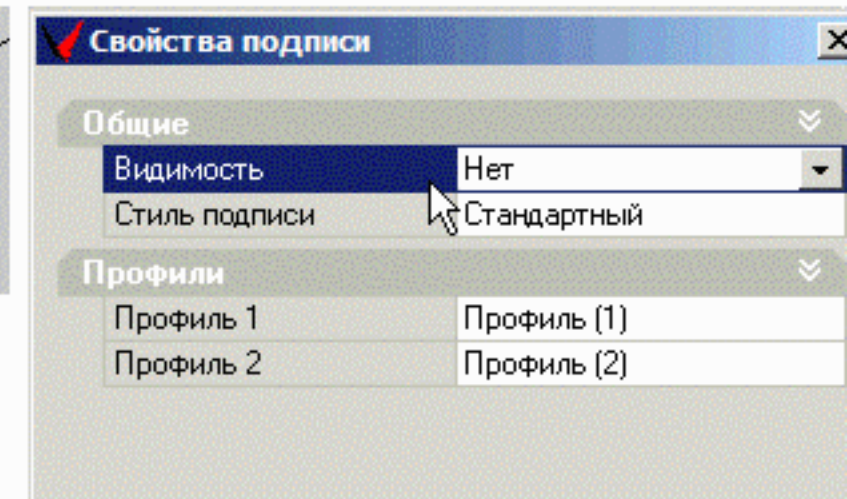 Свойства подписи
Общие
Видимость Нет
Стиль подписи Стандартный
Профили
Профиль 1 Профиль (1)
Профиль 2 Профиль (2)